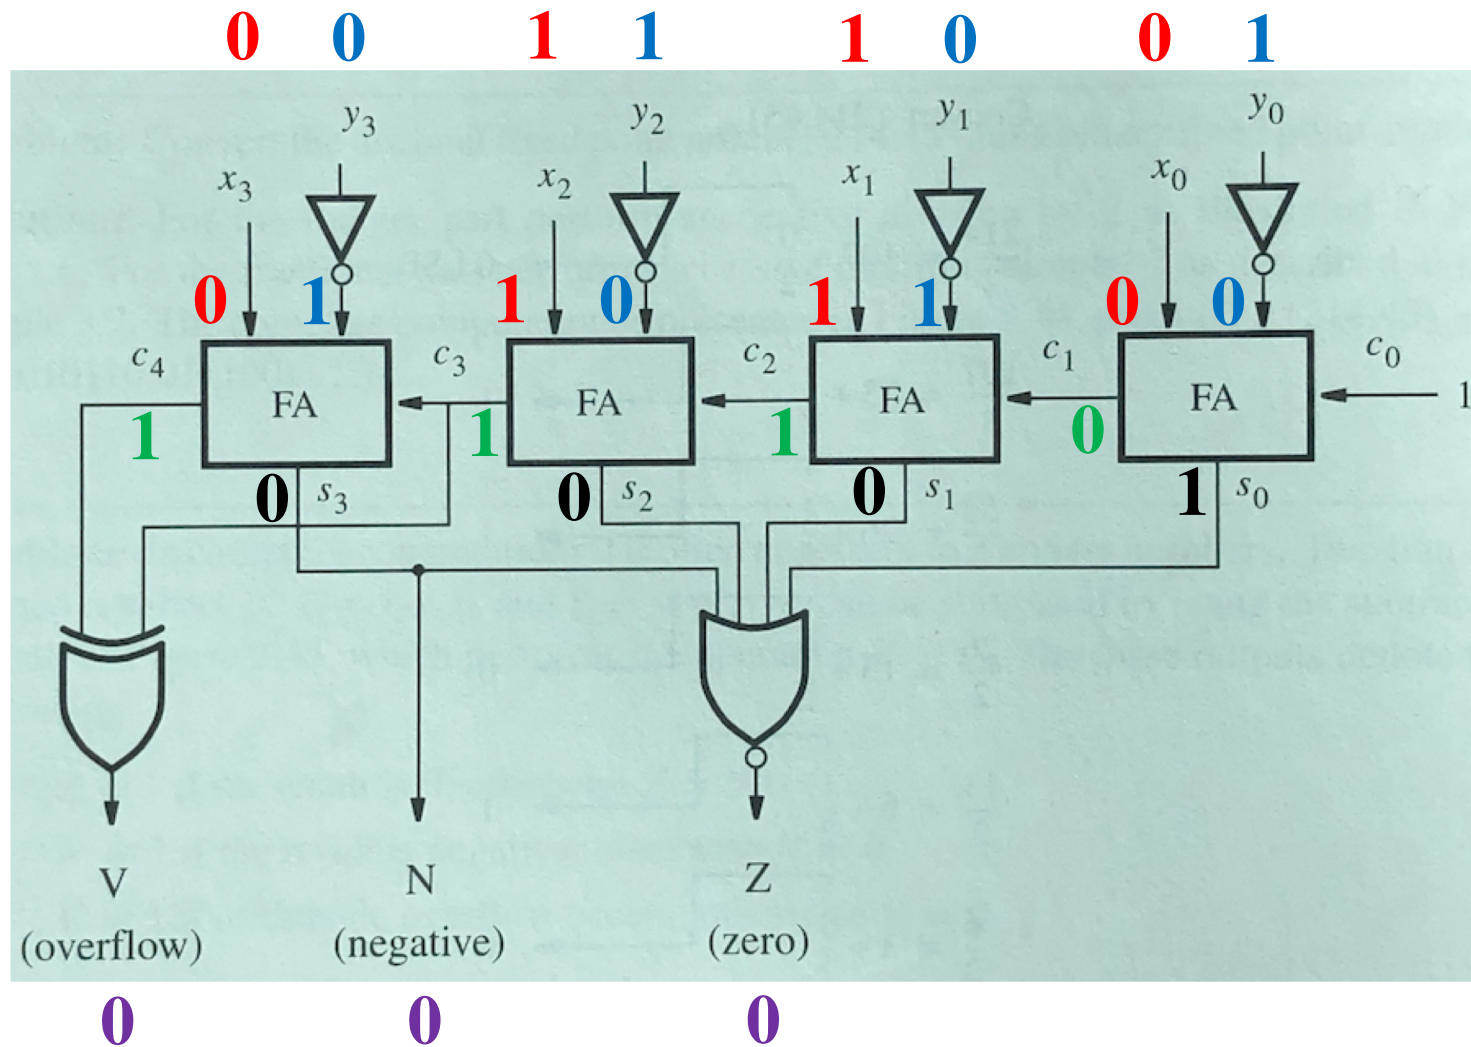 0 0 1 1 1 0 0 1
y3 y2 y1 y0
x3 x2 x1 x0
0 1 1 0 1 1 0 0
c4 c3 c2 c1 c0
FA FA FA FA 1
1 1 1 0
0 s3 0 s2 0 s1 1 s0
V N Z
(overflow) (negative) (zero)
0 0 0